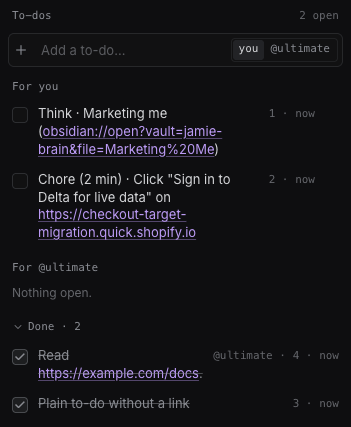 To-dos 2 open
+ Add a to-do... you @ultimate
For you
Think · Marketing me 1 · now
(obsidian://open?vault=jamie-
brain&file=Marketing%20Me)
Chore (2 min) · Click "Sign in to 2 · now
Delta for live data" on
https://checkout-target-
migration.quick.shopify.io
For @ultimate
Nothing open.
Done · 2
Read @ultimate · 4 · now
https://example.com/docs.
Plain to-do without a link 3 · now